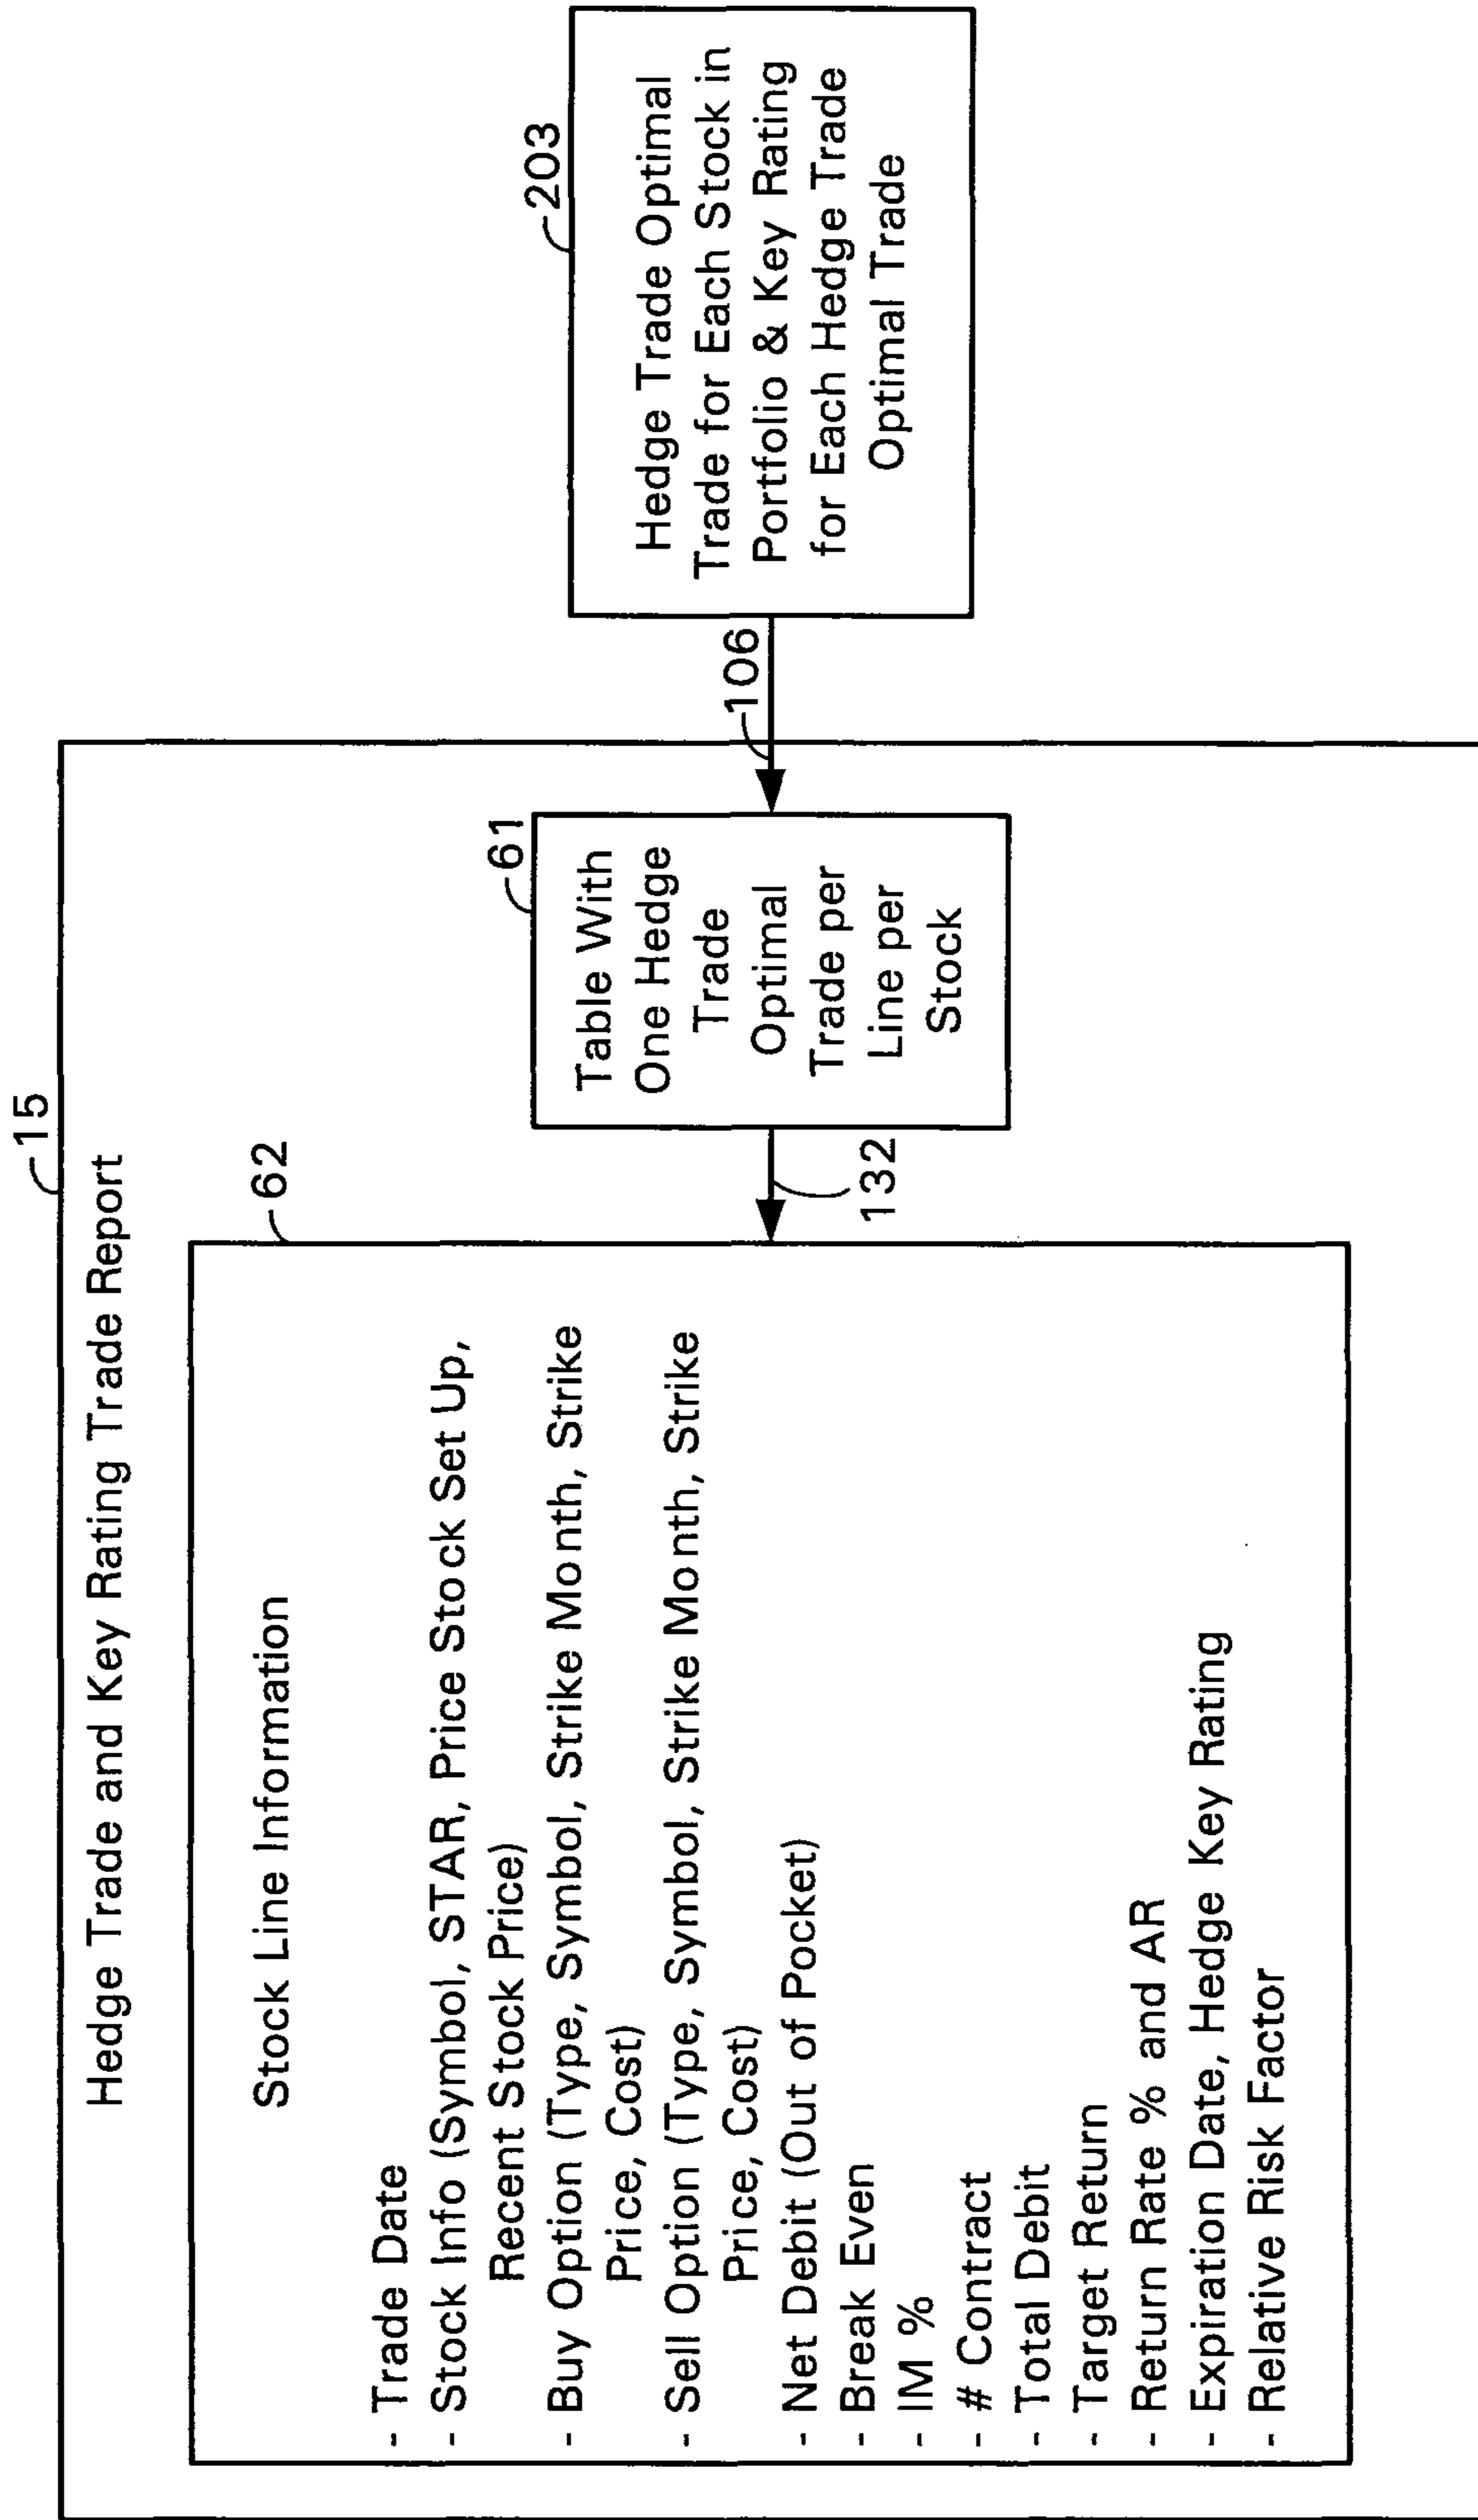 15
Hedge Trade and Key Rating Trade Report
62
Stock Line Information
- Trade Date
- Stock Info (Symbol, STAR, Price Stock Set Up,
Recent Stock Price)
- Buy Option (Type, Symbol, Strike Month, Strike
Price, Cost)
- Sell Option (Type, Symbol, Strike Month, Strike
Price, Cost)
- Net Debit (Out of Pocket)
- Break Even
- IM %
- # Contract
- Total Debit
- Target Return
- Return Rate % and AR
- Expiration Date, Hedge Key Rating
- Relative Risk Factor
132
61
Table With
One Hedge
Trade
Optimal
Trade per
Line per
Stock
106
203
Hedge Trade Optimal
Trade for Each Stock in
Portfolio & Key Rating
for Each Hedge Trade
Optimal Trade